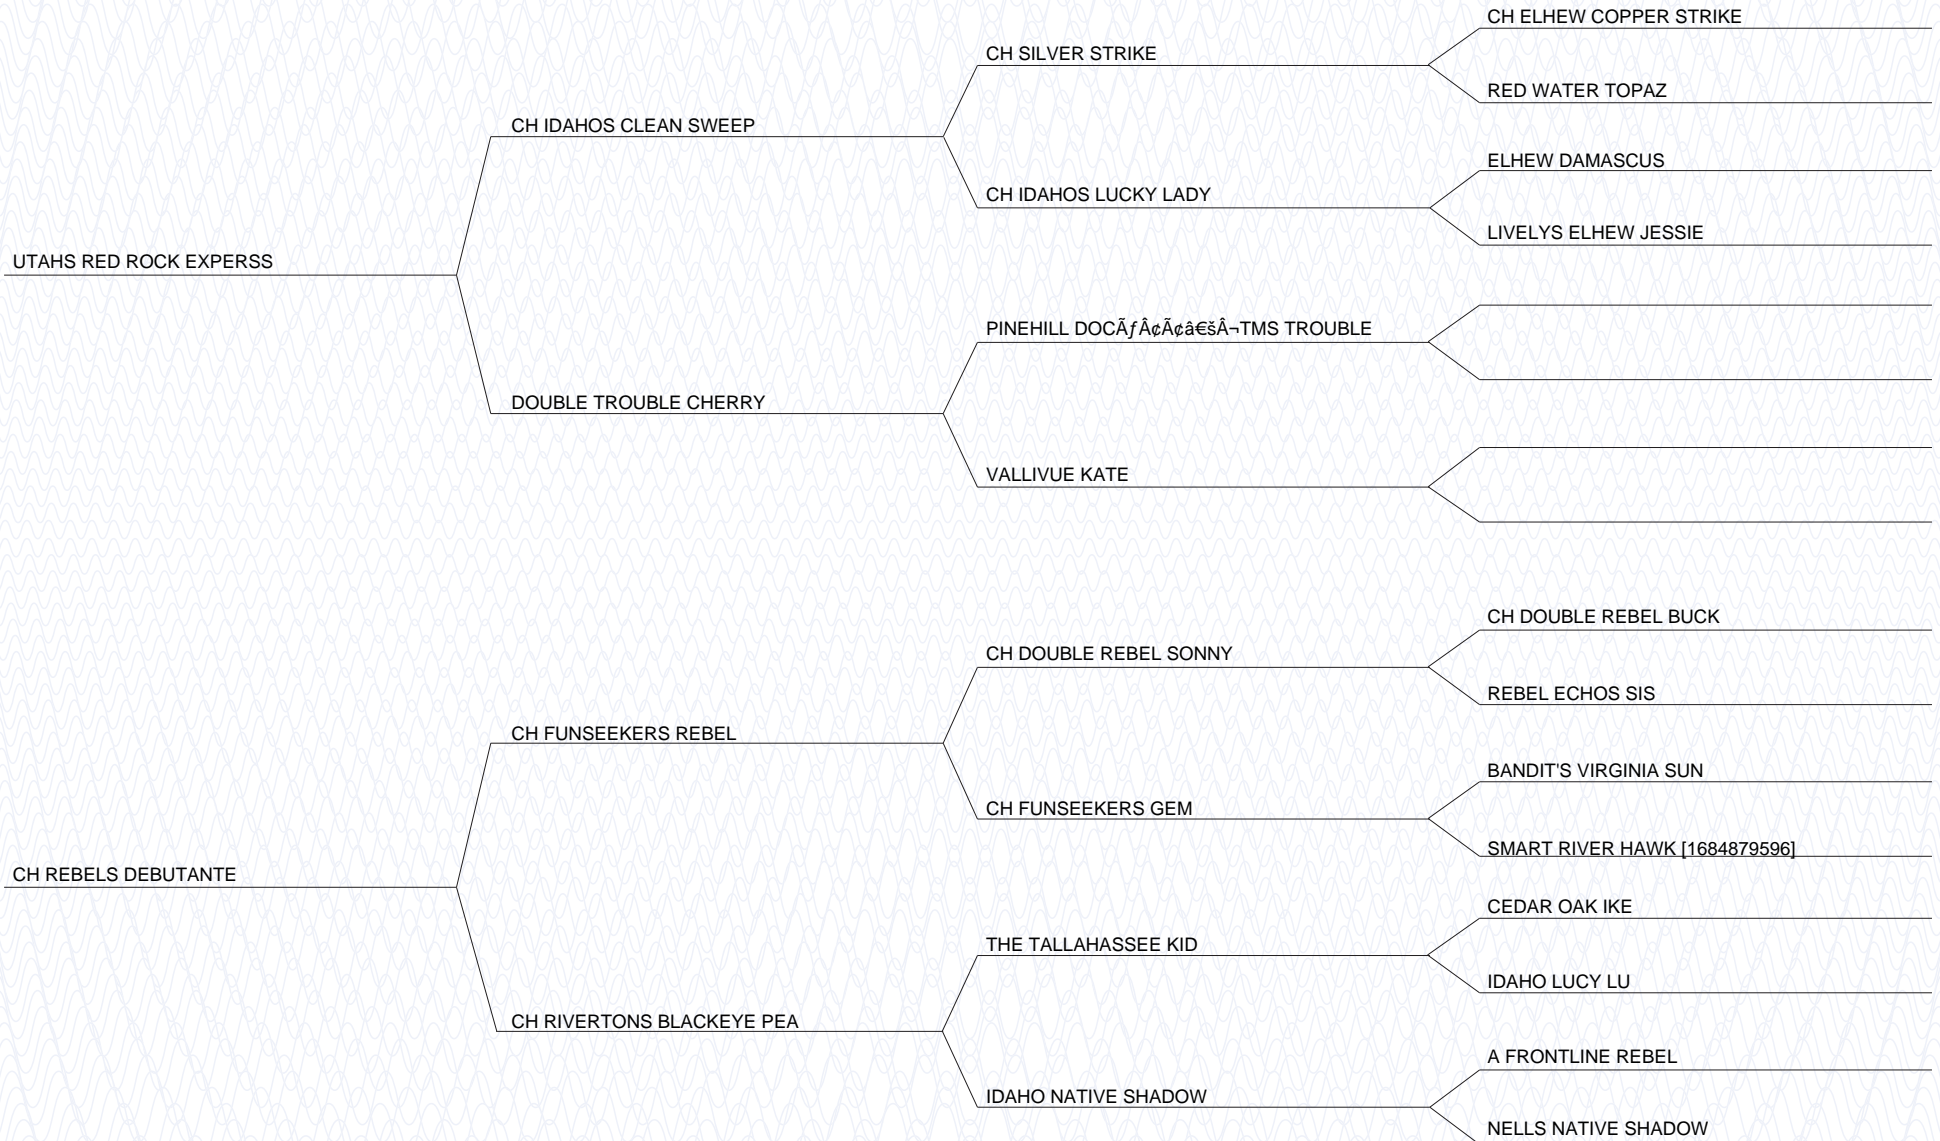 CH ELHEW COPPER STRIKE
CH SILVER STRIKE
RED WATER TOPAZ
CH IDAHOS CLEAN SWEEP
ELHEW DAMASCUS
CH IDAHOS LUCKY LADY
LIVELYS ELHEW JESSIE
UTAHS RED ROCK EXPERSS
PINEHILL DOCÃƒÂ¢Ã¢â€šÂ¬TMS TROUBLE
DOUBLE TROUBLE CHERRY
VALLIVUE KATE
CH DOUBLE REBEL BUCK
CH DOUBLE REBEL SONNY
REBEL ECHOS SIS
CH FUNSEEKERS REBEL
BANDIT'S VIRGINIA SUN
CH FUNSEEKERS GEM
SMART RIVER HAWK [1684879596]
CH REBELS DEBUTANTE
CEDAR OAK IKE
THE TALLAHASSEE KID
IDAHO LUCY LU
CH RIVERTONS BLACKEYE PEA
A FRONTLINE REBEL
IDAHO NATIVE SHADOW
NELLS NATIVE SHADOW